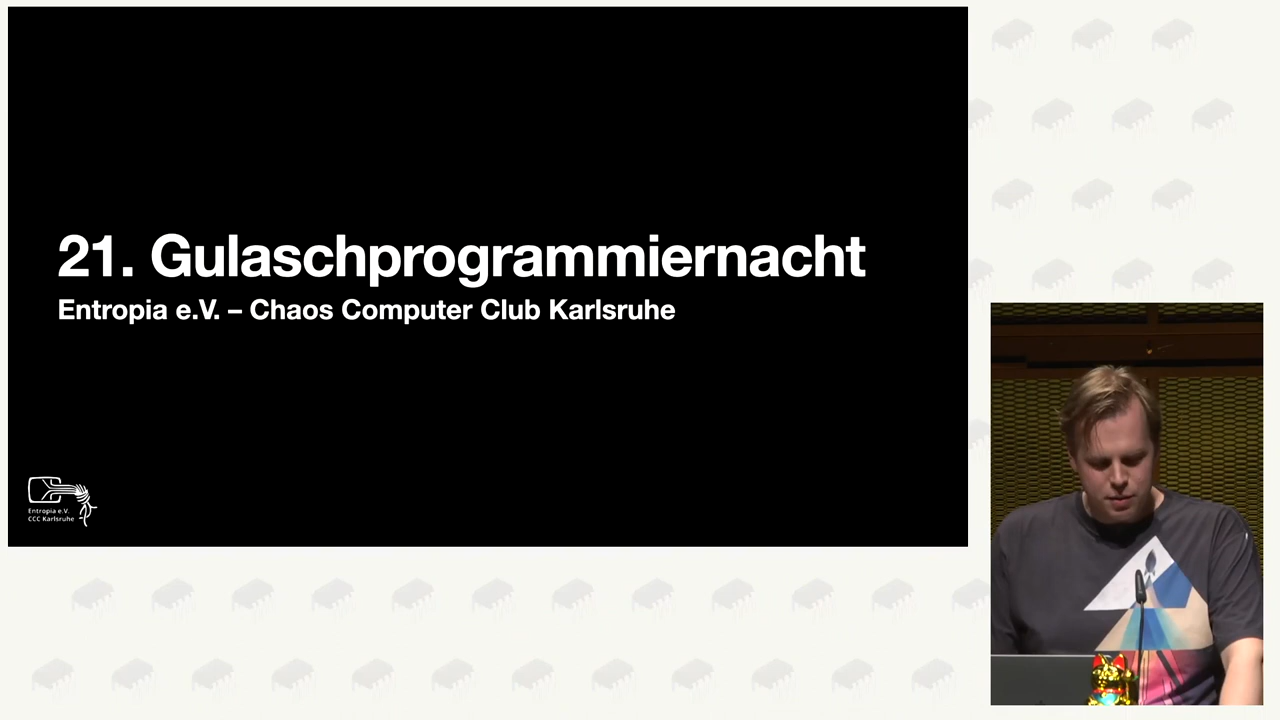 21. Gulaschprogrammiernacht
Entropia e.V. – Chaos Computer Club Karlsruhe
Entropia e.V.
CCC Karlsruhe